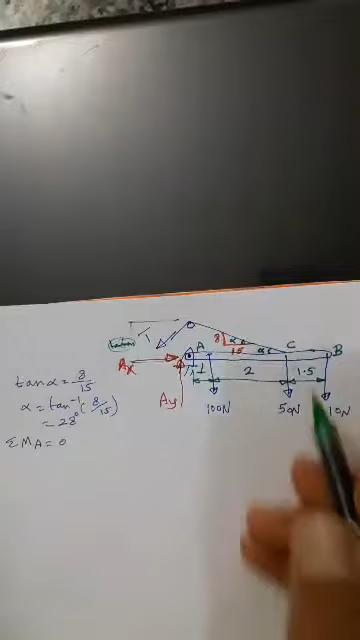 T
A
8
α
15
α
C
B
Ax
1
2
1.5
Ay
100N
50N
10N
tanα = 8/15
α = tan⁻¹(8/15)
= 28°
ΣMA = 0